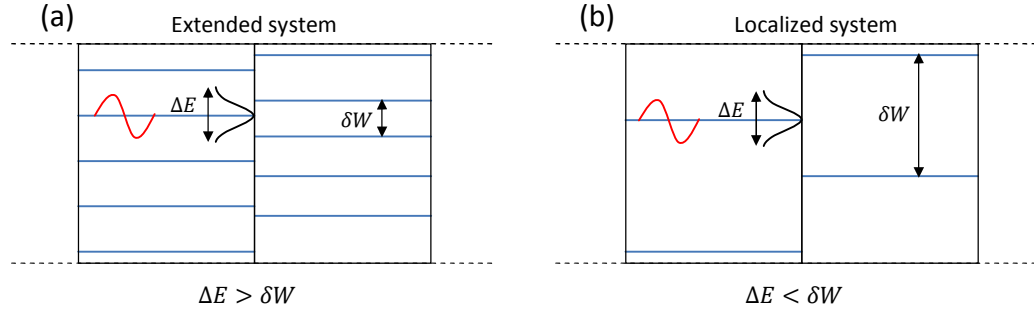 (a)
Extended system
ΔE
δW
ΔE > δW
(b)
Localized system
ΔE
δW
ΔE < δW